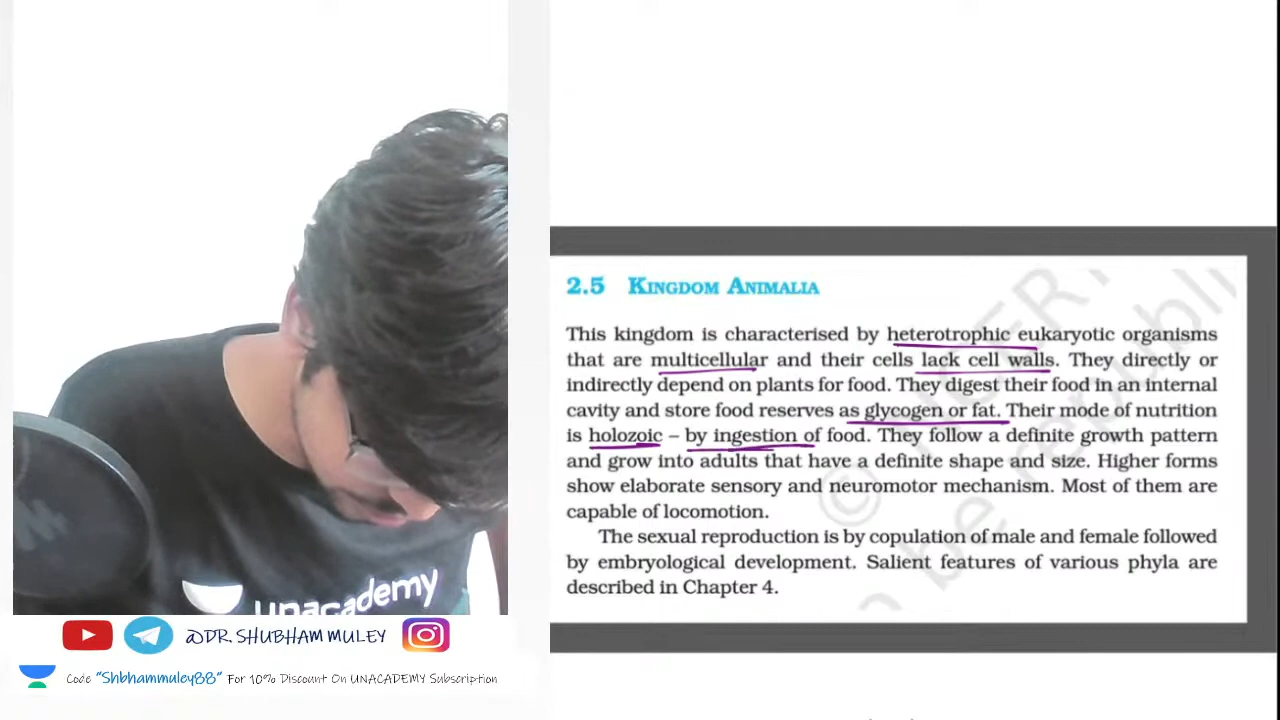 2.5 KINGDOM ANIMALIA
This kingdom is characterised by heterotrophic eukaryotic organisms
that are multicellular and their cells lack cell walls. They directly or
indirectly depend on plants for food. They digest their food in an internal
cavity and store food reserves as glycogen or fat. Their mode of nutrition
is holozoic – by ingestion of food. They follow a definite growth pattern
and grow into adults that have a definite shape and size. Higher forms
show elaborate sensory and neuromotor mechanism. Most of them are
capable of locomotion.
The sexual reproduction is by copulation of male and female followed
by embryological development. Salient features of various phyla are
described in Chapter 4.
unacademy
@DR. SHUBHAM MULEY
Code "Shbhammuley88" For 10% Discount On UNACADEMY Subscription